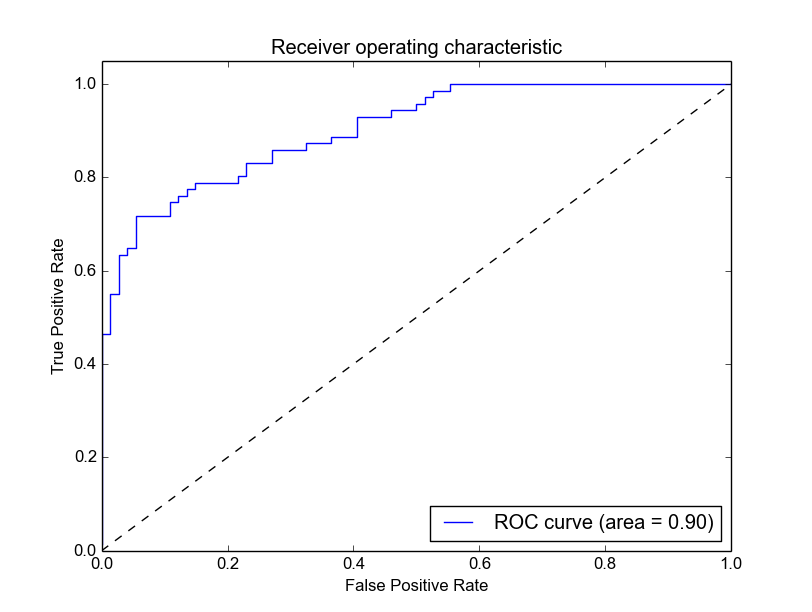 Receiver operating characteristic
True Positive Rate
1.0
0.8
0.6
0.4
0.2
0.0
ROC curve (area = 0.90)
0.0 0.2 0.4 0.6 0.8 1.0
False Positive Rate